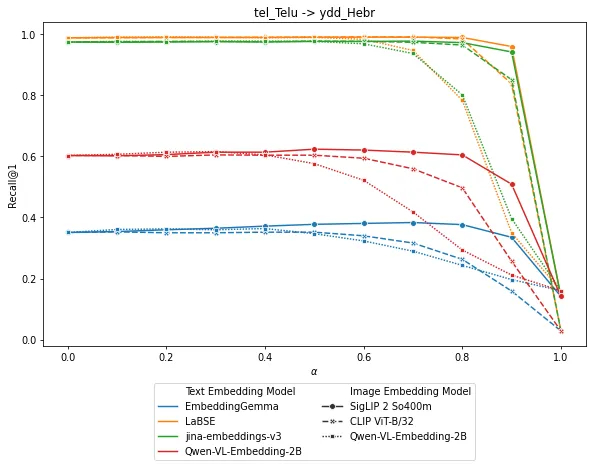 tel_Telu -> ydd_Hebr
Recall@1
1.0
0.8
0.6
0.4
0.2
0.0
0.0 0.2 0.4 0.6 0.8 1.0
α
Text Embedding Model Image Embedding Model
EmbeddingGemma SigLIP 2 So400m
LaBSE CLIP ViT-B/32
jina-embeddings-v3 Qwen-VL-Embedding-2B
Qwen-VL-Embedding-2B